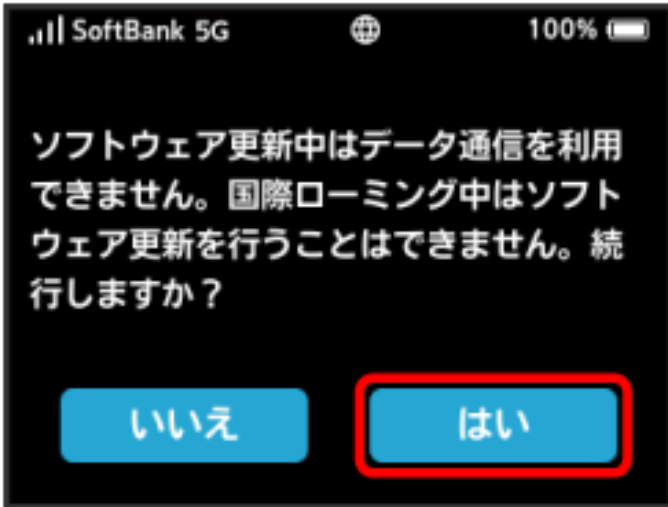 SoftBank 5G 100%
ソフトウェア更新中はデータ通信を利用
できません。国際ローミング中はソフト
ウェア更新を行うことはできません。続
行しますか？
いいえ はい